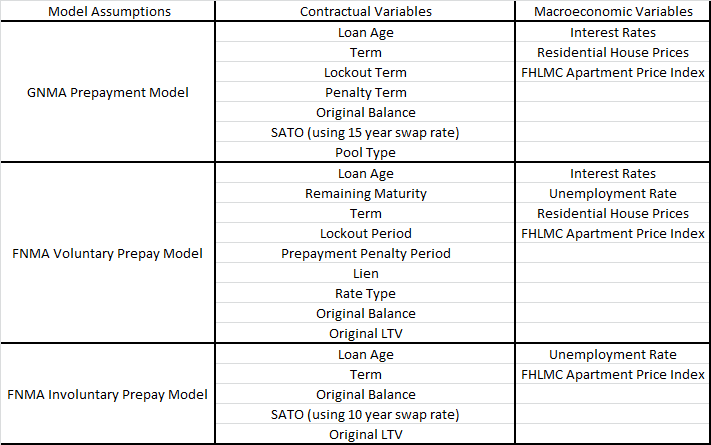 Model Assumptions Contractual Variables Macroeconomic Variables
Loan Age Interest Rates
Term Residential House Prices
Lockout Term FHLMC Apartment Price Index
GNMA Prepayment Model Penalty Term
Original Balance
SATO (using 15 year swap rate)
Pool Type
Loan Age Interest Rates
Remaining Maturity Unemployment Rate
Term Residential House Prices
Lockout Period FHLMC Apartment Price Index
FNMA Voluntary Prepay Model Prepayment Penalty Period
Lien
Rate Type
Original Balance
Original LTV
Loan Age Unemployment Rate
Term FHLMC Apartment Price Index
FNMA Involuntary Prepay Model Original Balance
SATO (using 10 year swap rate)
Original LTV